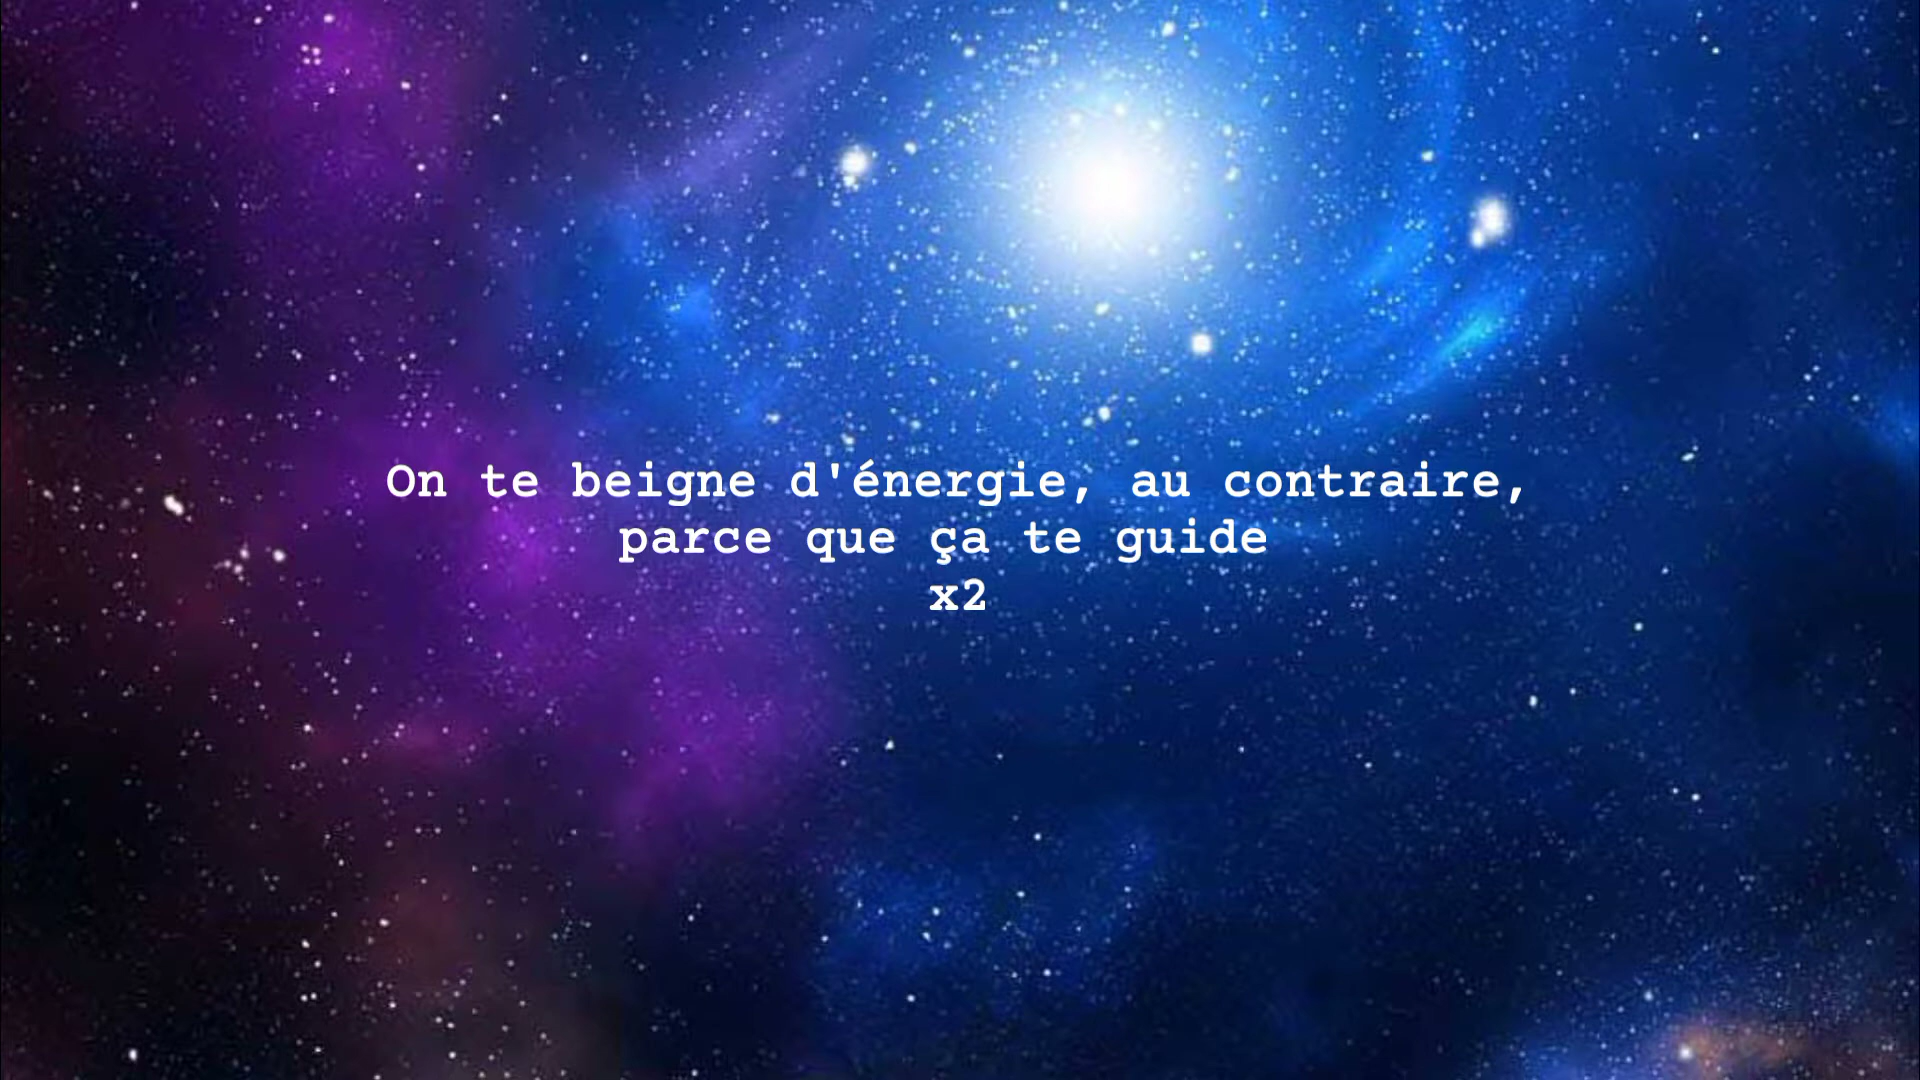 On te beigne d'énergie, au contraire,
parce que ça te guide
x2